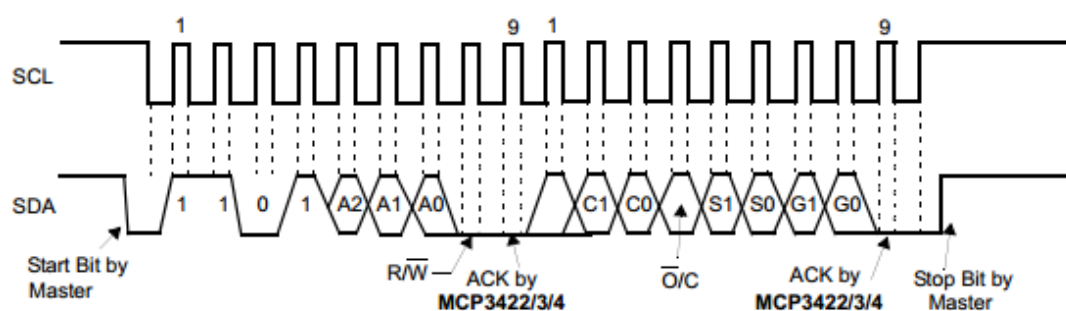 1 9 1 9
SCL
SDA 1 1 0 1 A2 A1 A0 C1 C0 S1 S0 G1 G0
Start Bit by
Master
R/W̅
ACK by
MCP3422/3/4
O̅/C
ACK by
MCP3422/3/4
Stop Bit by
Master